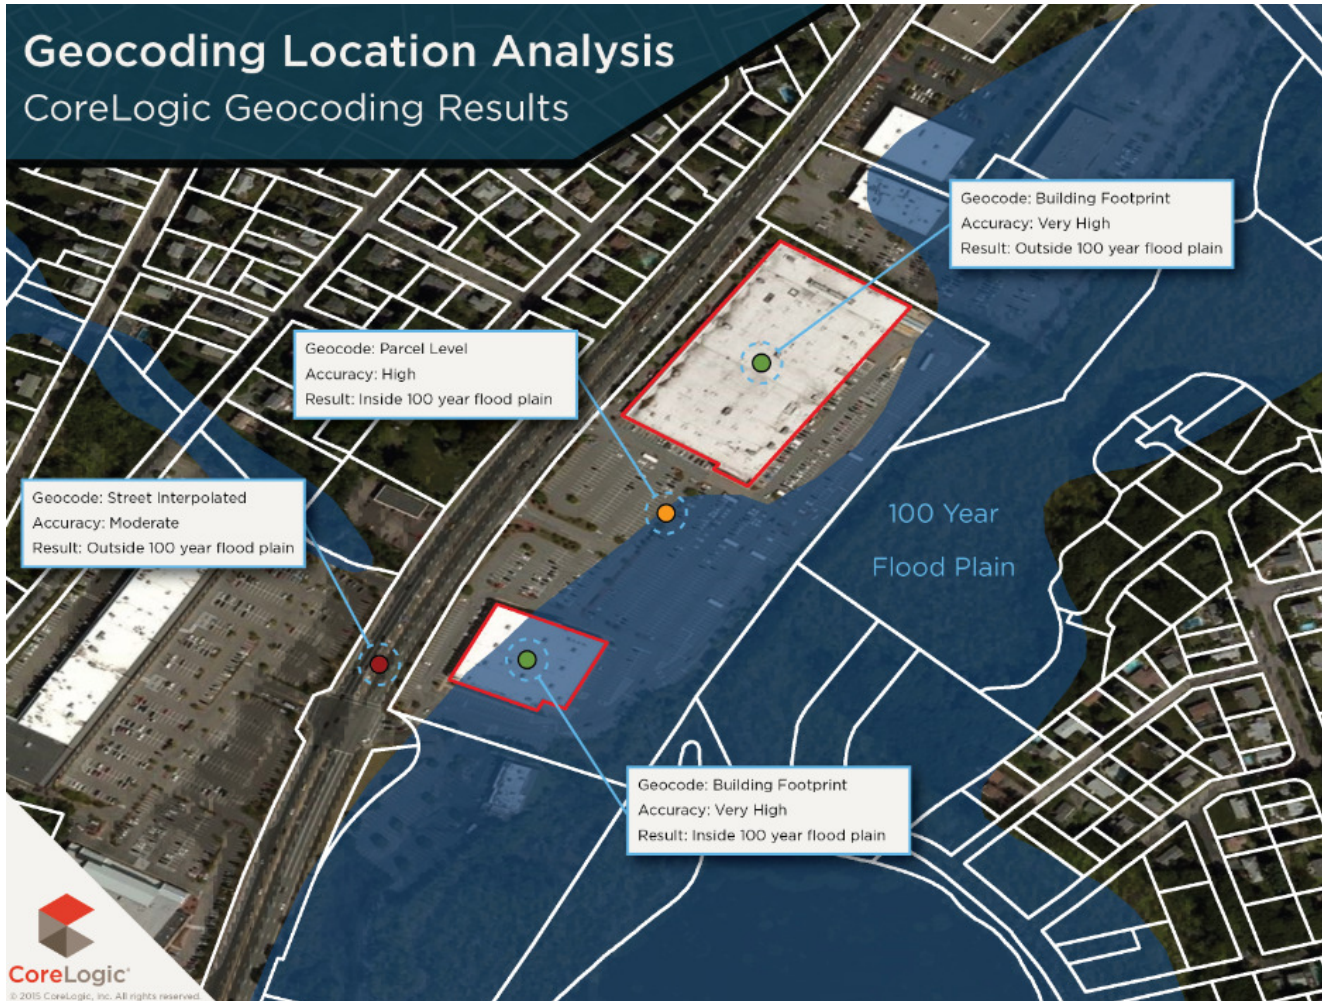 Geocoding Location Analysis
CoreLogic Geocoding Results
Geocode: Building Footprint
Accuracy: Very High
Result: Outside 100 year flood plain
Geocode: Parcel Level
Accuracy: High
Result: Inside 100 year flood plain
Geocode: Street Interpolated
Accuracy: Moderate
Result: Outside 100 year flood plain
100 Year
Flood Plain
Geocode: Building Footprint
Accuracy: Very High
Result: Inside 100 year flood plain
CoreLogic®
© 2015 CoreLogic, Inc. All rights reserved.